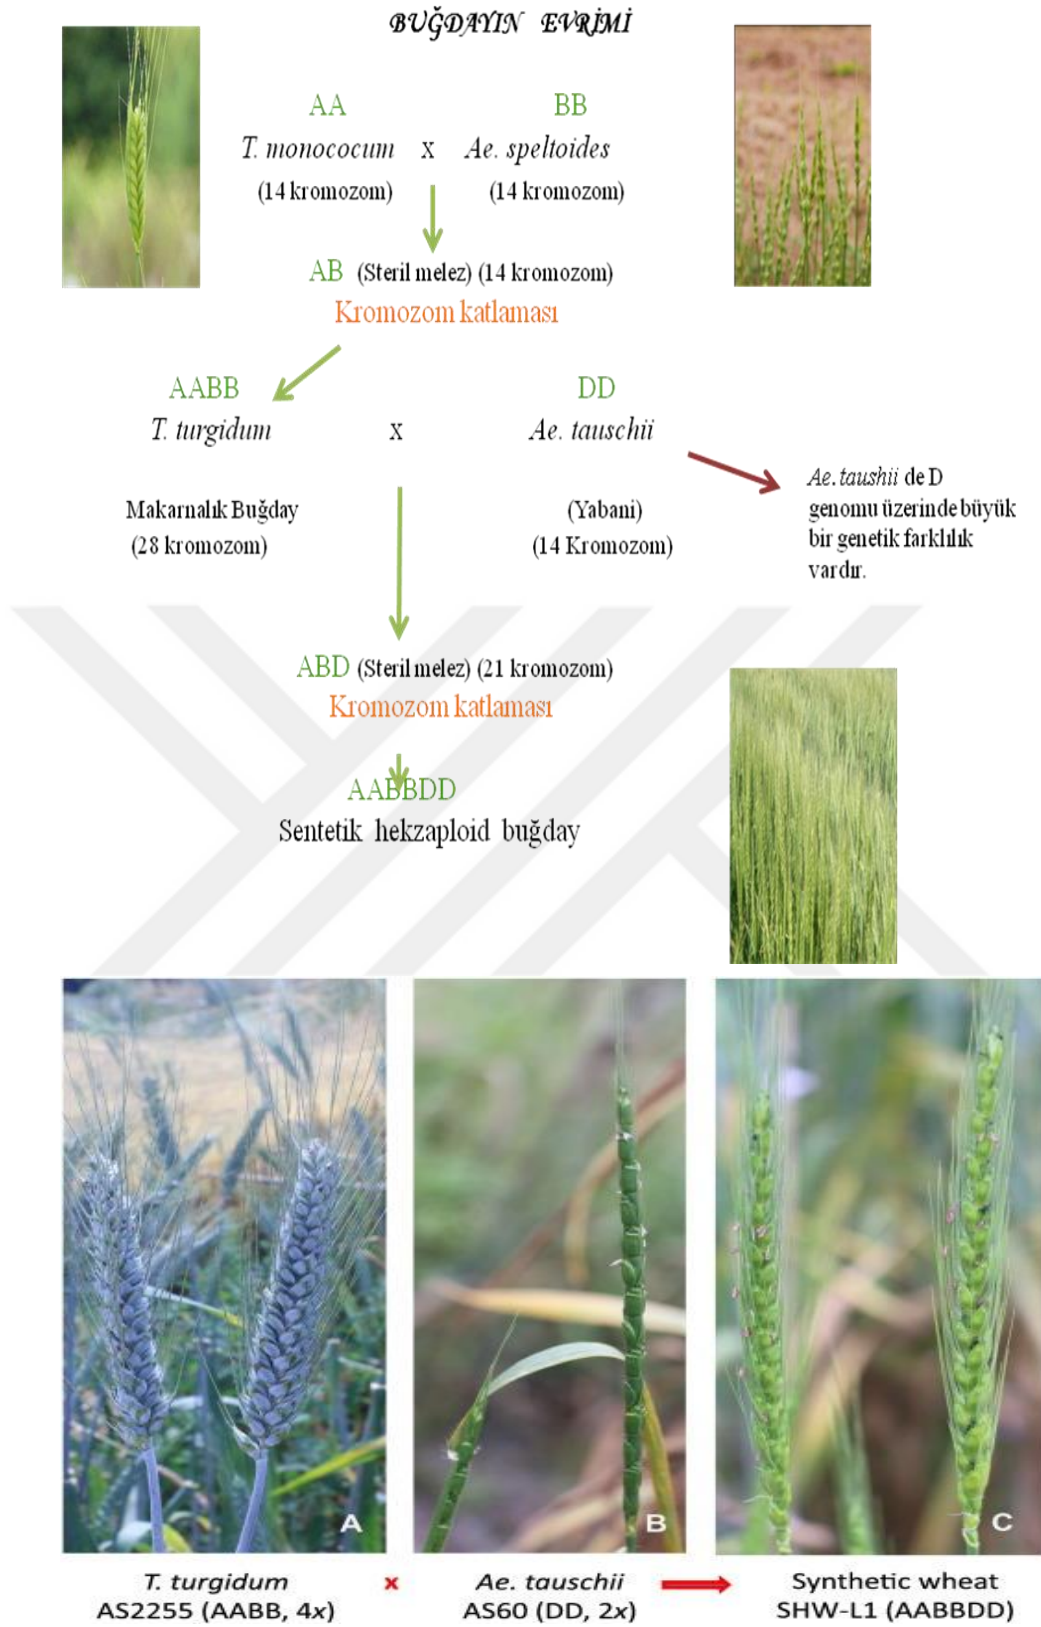 BUĞDAYIN EVRİMİ
AA BB
T. monococum x Ae. speltoides
(14 kromozom) (14 kromozom)
AB (Steril melez) (14 kromozom)
Kromozom katlaması
AABB DD
T. turgidum x Ae. tauschii
Makarnalık Buğday (Yabani)
(28 kromozom) (14 Kromozom)
Ae. taushii de D
genomu üzerinde büyük
bir genetik farklılık
vardır.
ABD (Steril melez) (21 kromozom)
Kromozom katlaması
AABBDD
Sentetik hekzaploid buğday
A B C
T. turgidum x Ae. tauschii Synthetic wheat
AS2255 (AABB, 4x) AS60 (DD, 2x) SHW-L1 (AABBDD)